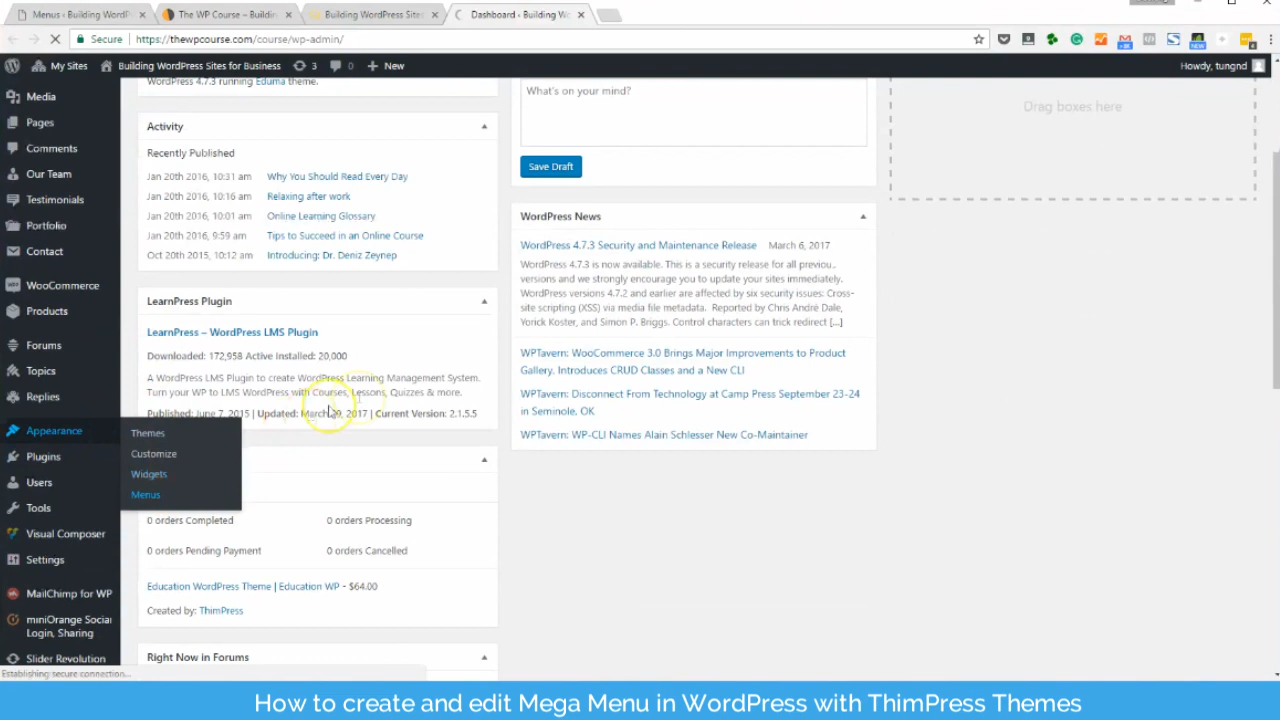 Menus ‹ Building WordP
The WP Course – Buildin
Building WordPress Site
Dashboard ‹ Building Wo
Secure
https://thewpcourse.com/course/wp-admin/
My Sites
Building WordPress Sites for Business
3
0
New
Howdy, tungnd
Media
Pages
Comments
Our Team
Testimonials
Portfolio
Contact
WooCommerce
Products
Forums
Topics
Replies
Appearance
Plugins
Users
Tools
Visual Composer
Settings
MailChimp for WP
miniOrange Social
Login, Sharing
Slider Revolution
Themes
Customize
Widgets
Menus
WordPress 4.7.3 running Eduma theme.
Activity
Recently Published
Jan 20th 2016, 10:31 am Why You Should Read Every Day
Jan 20th 2016, 10:16 am Relaxing after work
Jan 20th 2016, 10:01 am Online Learning Glossary
Jan 20th 2016, 9:59 am Tips to Succeed in an Online Course
Oct 20th 2015, 10:12 am Introducing: Dr. Deniz Zeynep
LearnPress Plugin
LearnPress – WordPress LMS Plugin
Downloaded: 172,958 Active Installed: 20,000
A WordPress LMS Plugin to create WordPress Learning Management System.
Turn your WP to LMS WordPress with Courses, Lessons, Quizzes & more.
Published: June 7, 2015 | Updated: March 2017 | Current Version: 2.1.5.5
0 orders Completed 0 orders Processing
0 orders Pending Payment 0 orders Cancelled
Education WordPress Theme | Education WP - $64.00
Created by: ThimPress
Right Now in Forums
What's on your mind?
Save Draft
WordPress News
WordPress 4.7.3 Security and Maintenance Release March 6, 2017
WordPress 4.7.3 is now available. This is a security release for all previou..
versions and we strongly encourage you to update your sites immediately.
WordPress versions 4.7.2 and earlier are affected by six security issues: Cross-
site scripting (XSS) via media file metadata. Reported by Chris André Dale,
Yorick Koster, and Simon P. Briggs. Control characters can trick redirect [...]
WPTavern: WooCommerce 3.0 Brings Major Improvements to Product
Gallery, Introduces CRUD Classes and a New CLI
WPTavern: Disconnect From Technology at Camp Press September 23-24
in Seminole, OK
WPTavern: WP-CLI Names Alain Schlesser New Co-Maintainer
Drag boxes here
Establishing secure connection...
How to create and edit Mega Menu in WordPress with ThimPress Themes